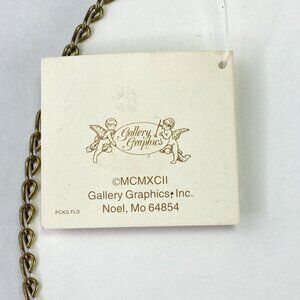 Gallery
Graphics
©MCMXCII
Gallery Graphics, Inc.
Noel, Mo 64854
PCKG FLD